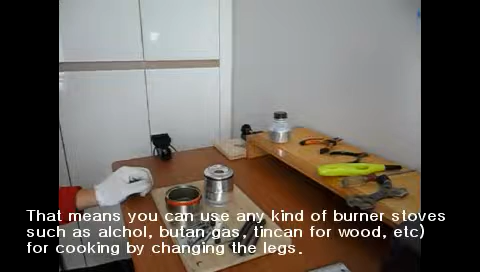 That means you can use any kind of burner stoves
such as alchol, butan gas, tincan for wood, etc)
for cooking by changing the legs.